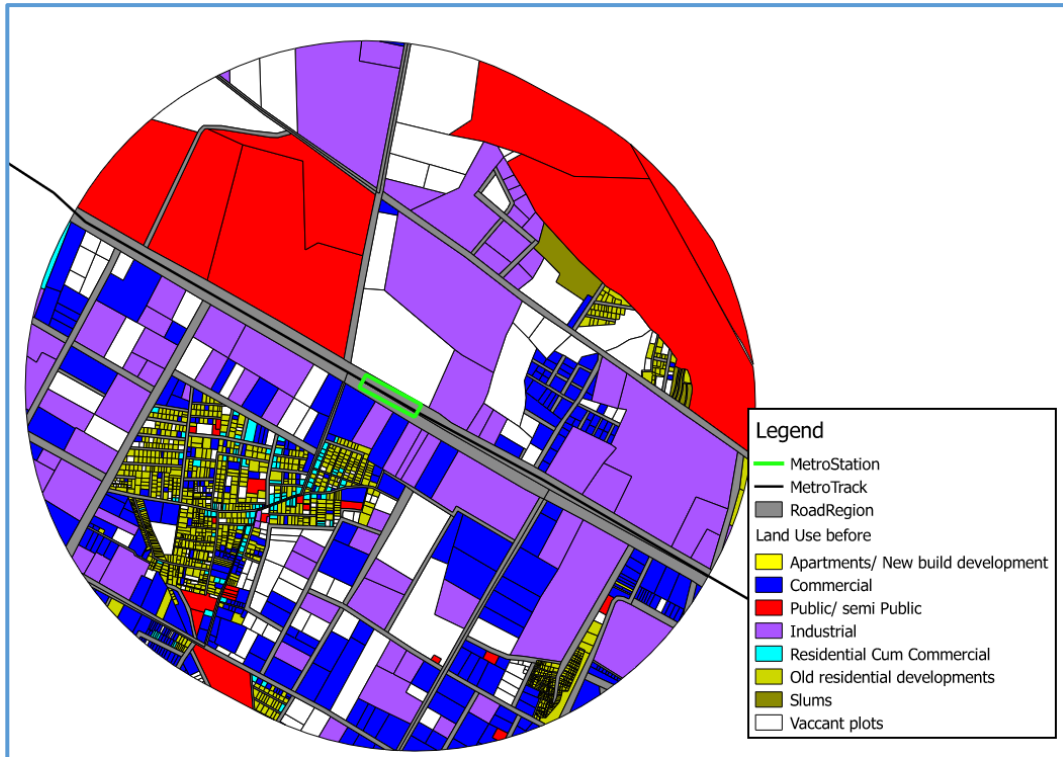 Legend
MetroStation
MetroTrack
RoadRegion
Land Use before
Apartments/ New build development
Commercial
Public/ semi Public
Industrial
Residential Cum Commercial
Old residential developments
Slums
Vaccant plots